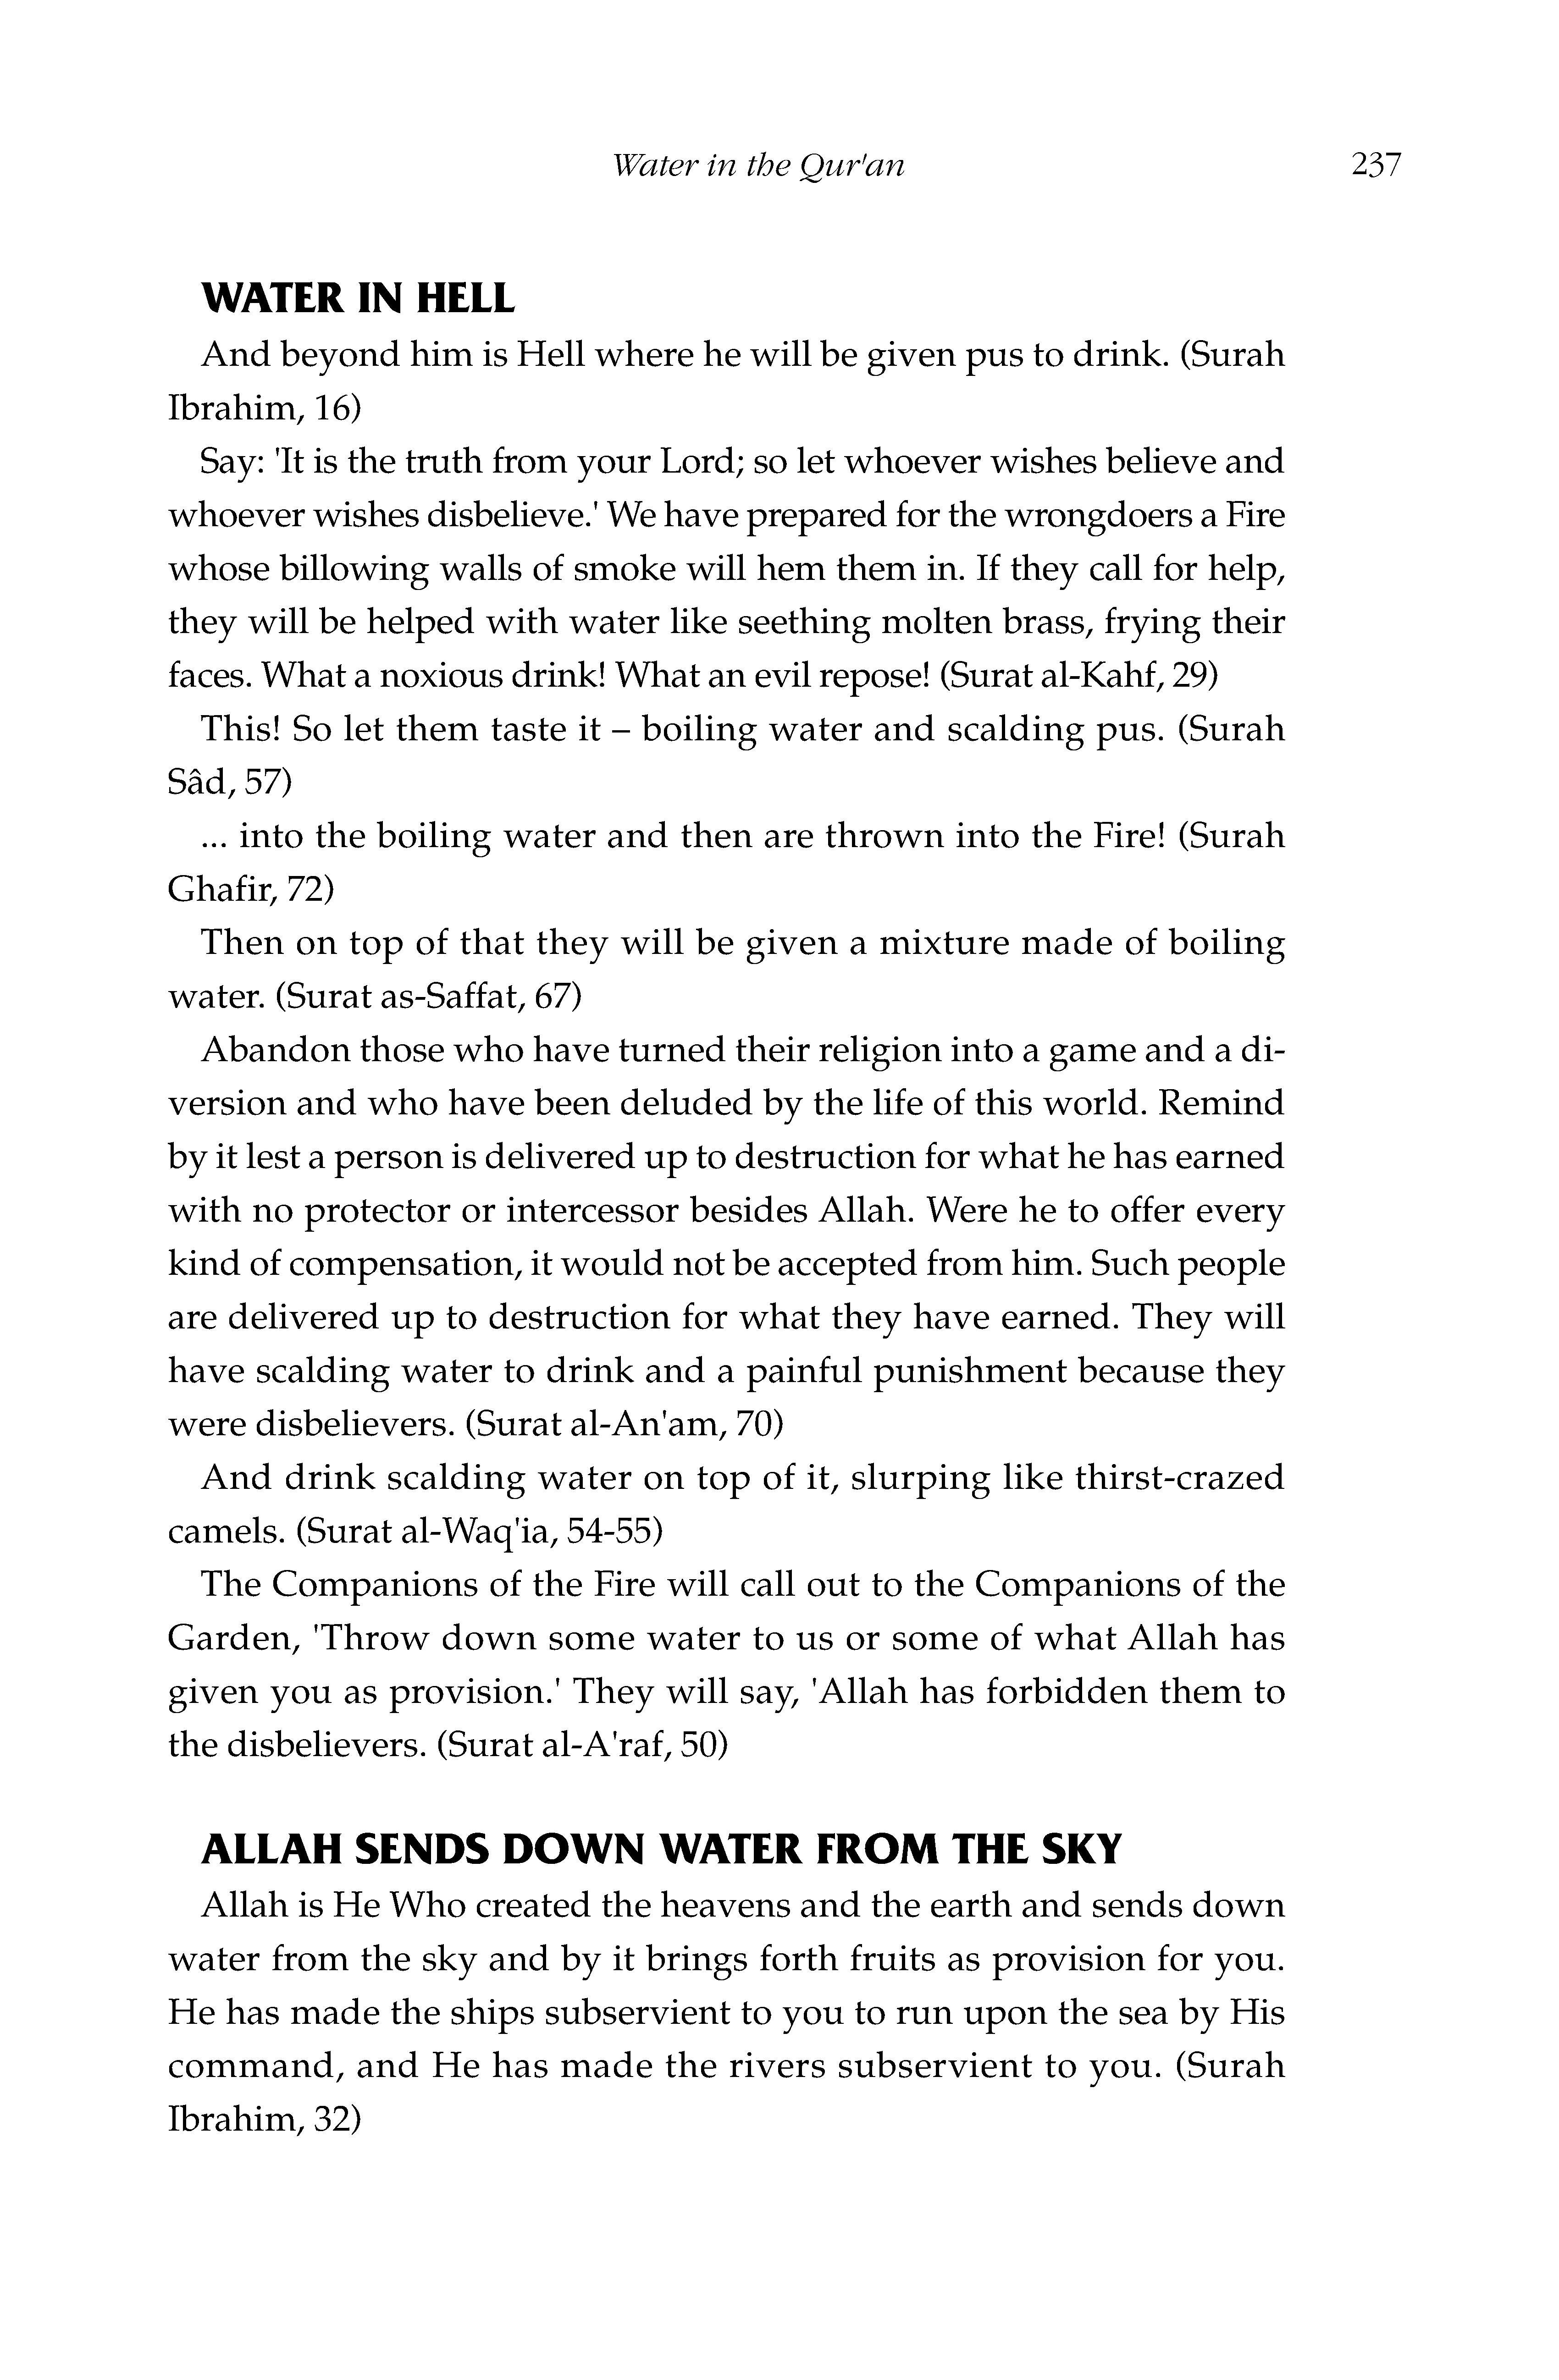 Water in the Qur'an 237
WATER IN HELL
And beyond him is Hell where he will be given pus to drink. (Surah
Ibrahim, 16)
Say: 'It is the truth from your Lord; so let whoever wishes believe and
whoever wishes disbelieve.' We have prepared for the wrongdoers a Fire
whose billowing walls of smoke will hem them in. If they call for help,
they will be helped with water like seething molten brass, frying their
faces. What a noxious drink! What an evil repose! (Surat al-Kahf, 29)
This! So let them taste it – boiling water and scalding pus. (Surah
Sâd, 57)
... into the boiling water and then are thrown into the Fire! (Surah
Ghafir, 72)
Then on top of that they will be given a mixture made of boiling
water. (Surat as-Saffat, 67)
Abandon those who have turned their religion into a game and a di-
version and who have been deluded by the life of this world. Remind
by it lest a person is delivered up to destruction for what he has earned
with no protector or intercessor besides Allah. Were he to offer every
kind of compensation, it would not be accepted from him. Such people
are delivered up to destruction for what they have earned. They will
have scalding water to drink and a painful punishment because they
were disbelievers. (Surat al-An'am, 70)
And drink scalding water on top of it, slurping like thirst-crazed
camels. (Surat al-Waq'ia, 54-55)
The Companions of the Fire will call out to the Companions of the
Garden, 'Throw down some water to us or some of what Allah has
given you as provision.' They will say, 'Allah has forbidden them to
the disbelievers. (Surat al-A'raf, 50)
ALLAH SENDS DOWN WATER FROM THE SKY
Allah is He Who created the heavens and the earth and sends down
water from the sky and by it brings forth fruits as provision for you.
He has made the ships subservient to you to run upon the sea by His
command, and He has made the rivers subservient to you. (Surah
Ibrahim, 32)